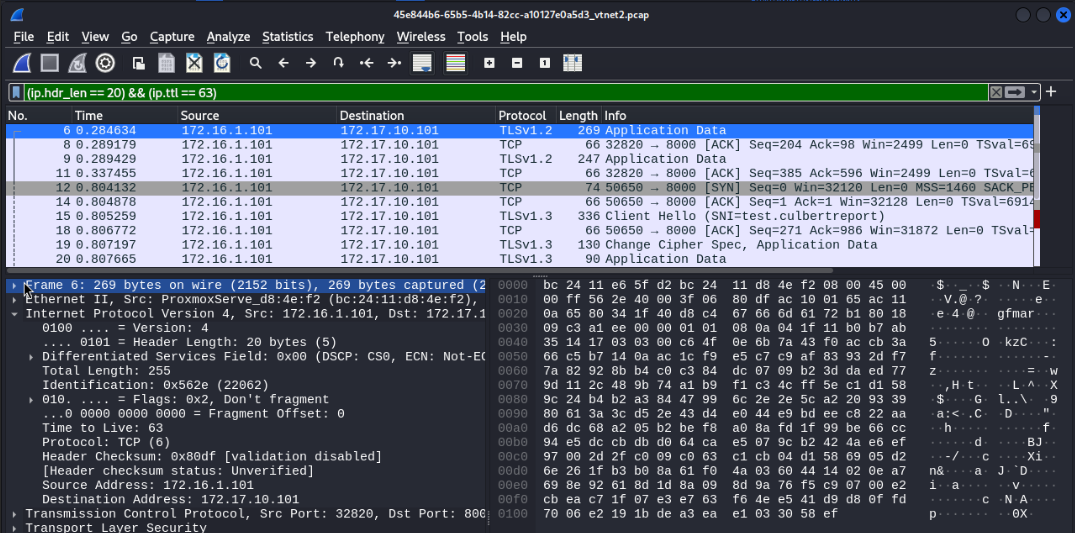 45e844b6-65b5-4b14-82cc-a10127e0a5d3_vtnet2.pcap
File Edit View Go Capture Analyze Statistics Telephony Wireless Tools Help
(ip.hdr_len == 20) && (ip.ttl == 63)
No. Time Source Destination Protocol Length Info
6 0.284634 172.16.1.101 172.17.10.101 TLSv1.2 269 Application Data
8 0.289179 172.16.1.101 172.17.10.101 TCP 66 32820 → 8000 [ACK] Seq=204 Ack=98 Win=2499 Len=0 TSval=69
9 0.289429 172.16.1.101 172.17.10.101 TLSv1.2 247 Application Data
11 0.337455 172.16.1.101 172.17.10.101 TCP 66 32820 → 8000 [ACK] Seq=385 Ack=596 Win=2499 Len=0 TSval=6
12 0.804132 172.16.1.101 172.17.10.101 TCP 74 50650 → 8000 [SYN] Seq=0 Win=32120 Len=0 MSS=1460 SACK_PE
14 0.804878 172.16.1.101 172.17.10.101 TCP 66 50650 → 8000 [ACK] Seq=1 Ack=1 Win=32128 Len=0 TSval=6914
15 0.805259 172.16.1.101 172.17.10.101 TLSv1.3 336 Client Hello (SNI=test.culbertreport)
18 0.806772 172.16.1.101 172.17.10.101 TCP 66 50650 → 8000 [ACK] Seq=271 Ack=986 Win=31872 Len=0 TSval=
19 0.807197 172.16.1.101 172.17.10.101 TLSv1.3 130 Change Cipher Spec, Application Data
20 0.807665 172.16.1.101 172.17.10.101 TLSv1.3 90 Application Data
Frame 6: 269 bytes on wire (2152 bits), 269 bytes captured (2
Ethernet II, Src: ProxmoxServe_d8:4e:f2 (bc:24:11:d8:4e:f2),
Internet Protocol Version 4, Src: 172.16.1.101, Dst: 172.17.1
0100 .... = Version: 4
.... 0101 = Header Length: 20 bytes (5)
Differentiated Services Field: 0x00 (DSCP: CS0, ECN: Not-EC
Total Length: 255
Identification: 0x562e (22062)
010. .... = Flags: 0x2, Don't fragment
...0 0000 0000 0000 = Fragment Offset: 0
Time to Live: 63
Protocol: TCP (6)
Header Checksum: 0x80df [validation disabled]
[Header checksum status: Unverified]
Source Address: 172.16.1.101
Destination Address: 172.17.10.101
Transmission Control Protocol, Src Port: 32820, Dst Port: 800
Transport Layer Security
0000 bc 24 11 e6 5f d2 bc 24 11 d8 4e f2 08 00 45 00 ·$··_··$ ··N···E·
0010 00 ff 56 2e 40 00 3f 06 80 df ac 10 01 65 ac 11 ··V.@·?· ·····e··
0020 0a 65 80 34 1f 40 d8 c4 67 66 6d 61 72 b1 80 18 ·e·4·@·· gfmar···
0030 09 c3 a1 ee 00 00 01 01 08 0a 04 1f 11 b0 b7 ab
0040 35 14 17 03 03 00 c6 4f 0e 6b 7a 43 f0 ac cb 3a 5······O ·kzC···:
0050 66 c5 b7 14 0a ac 1c f9 e5 c7 c9 af 83 93 2d f7 f······· ······-·
0060 7a 82 92 8b b4 c0 c3 84 dc 07 09 b2 3d da ed 77 z······· ····=··w
0070 9d 11 2c 48 9b 74 a1 b9 f1 c3 4c ff 5e c1 d1 58 ··,H·t·· ··L·^··X
0080 9c 24 b4 b2 a3 84 47 99 6c 2e 2e 5c a2 20 93 39 ·$····G· l..\· ·9
0090 80 61 3a 3c d5 2e 43 d4 e0 44 e9 bd ee c8 22 aa ·a:<·.C· ·D····"·
00a0 d6 dc 68 a2 05 b2 be f8 a0 8a fd 1f 99 be 66 cc ··h····· ······f·
00b0 94 e5 dc cb db d0 64 ca e5 07 9c b2 42 4a e6 ef ······d· ····BJ··
00c0 97 00 2d 2f c0 09 c0 63 c1 cb 04 d1 58 69 05 d2 ··-/···c ····Xi··
00d0 6e 26 1f b3 b0 8a 61 f0 4a 03 60 44 14 02 0e a7 n&····a· J·`D····
00e0 69 8e 92 61 8d 1d 8a 09 8d 9a 76 f5 c9 07 00 e2 i··a···· ··v·····
00f0 cb ea c7 1f 07 e3 e7 63 f6 4e e5 41 d9 d8 0f fd ·······c ·N·A····
0100 70 06 e2 19 1b de a3 ea e1 03 30 58 ef p······· ··0X·